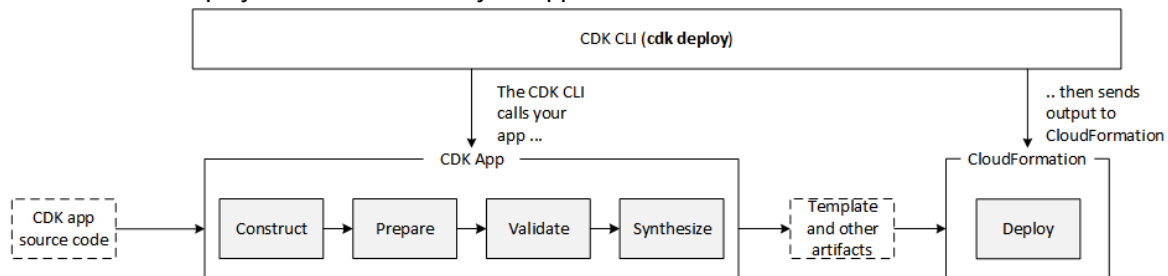 CDK CLI (cdk deploy)
The CDK CLI
calls your
app ...
.. then sends
output to
CloudFormation
CDK App
CloudFormation
CDK app
source code
Construct
Prepare
Validate
Synthesize
Template
and other
artifacts
Deploy